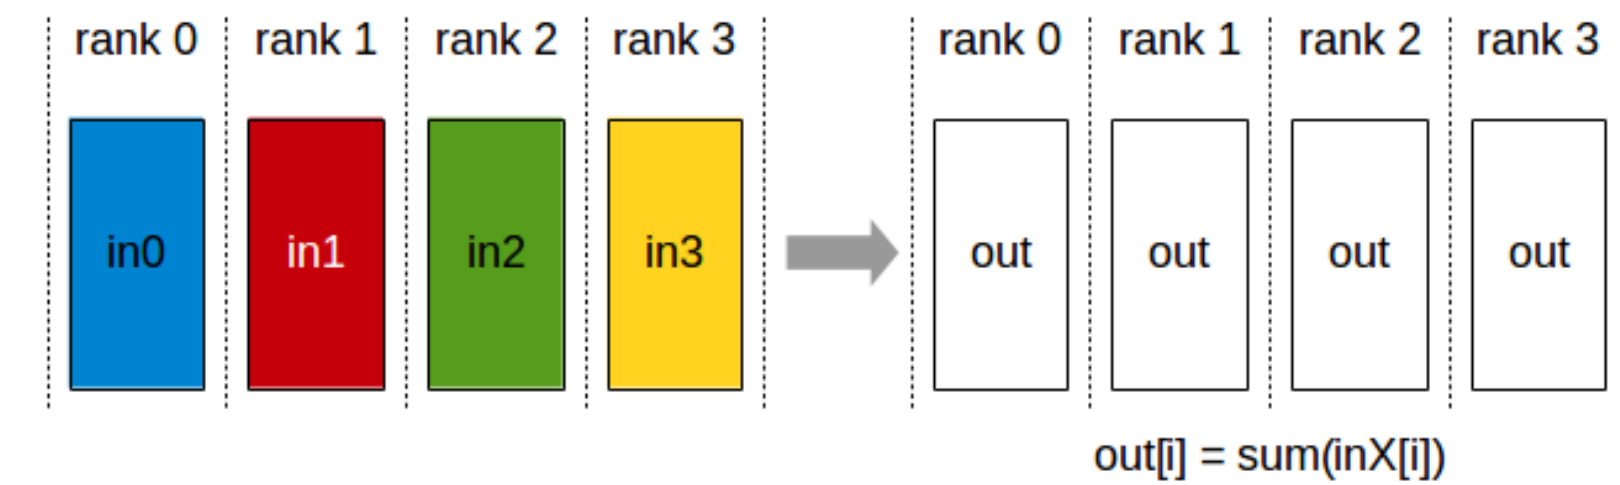 rank 0 rank 1 rank 2 rank 3 rank 0 rank 1 rank 2 rank 3
in0 in1 in2 in3 out out out out
out[i] = sum(inX[i])